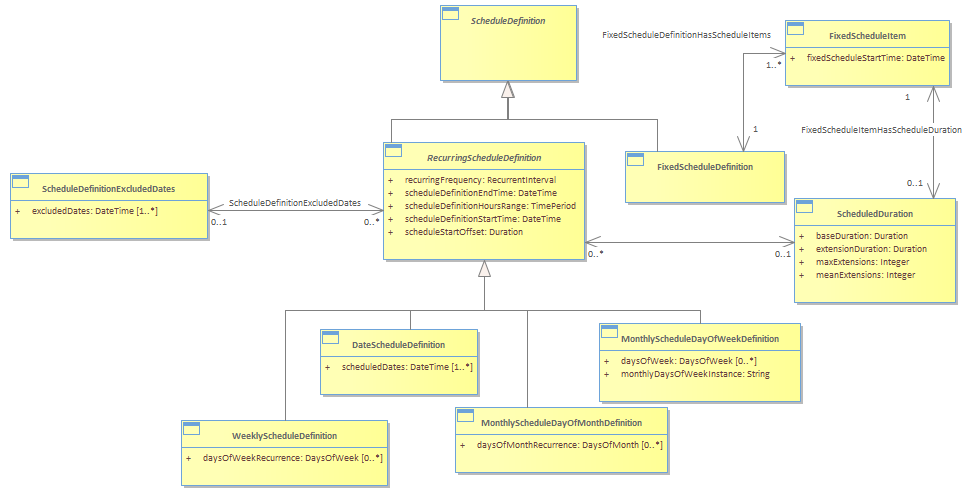 ScheduleDefinition
FixedScheduleDefinitionHasScheduleItems
FixedScheduleItem
+ fixedScheduleStartTime: DateTime
1..*
1
1
FixedScheduleItemHasScheduleDuration
0..1
RecurringScheduleDefinition
+ recurringFrequency: RecurrentInterval
+ scheduleDefinitionEndTime: DateTime
+ scheduleDefinitionHoursRange: TimePeriod
+ scheduleDefinitionStartTime: DateTime
+ scheduleStartOffset: Duration
FixedScheduleDefinition
ScheduleDefinitionExcludedDates
+ excludedDates: DateTime [1..*]
ScheduleDefinitionExcludedDates
0..1
0..*
ScheduledDuration
+ baseDuration: Duration
+ extensionDuration: Duration
+ maxExtensions: Integer
+ meanExtensions: Integer
0..*
0..1
DateScheduleDefinition
+ scheduledDates: DateTime [1..*]
MonthlyScheduleDayOfWeekDefinition
+ daysOfWeek: DaysOfWeek [0..*]
+ monthlyDaysOfWeekInstance: String
WeeklyScheduleDefinition
+ daysOfWeekRecurrence: DaysOfWeek [0..*]
MonthlyScheduleDayOfMonthDefinition
+ daysOfMonthRecurrence: DaysOfMonth [0..*]